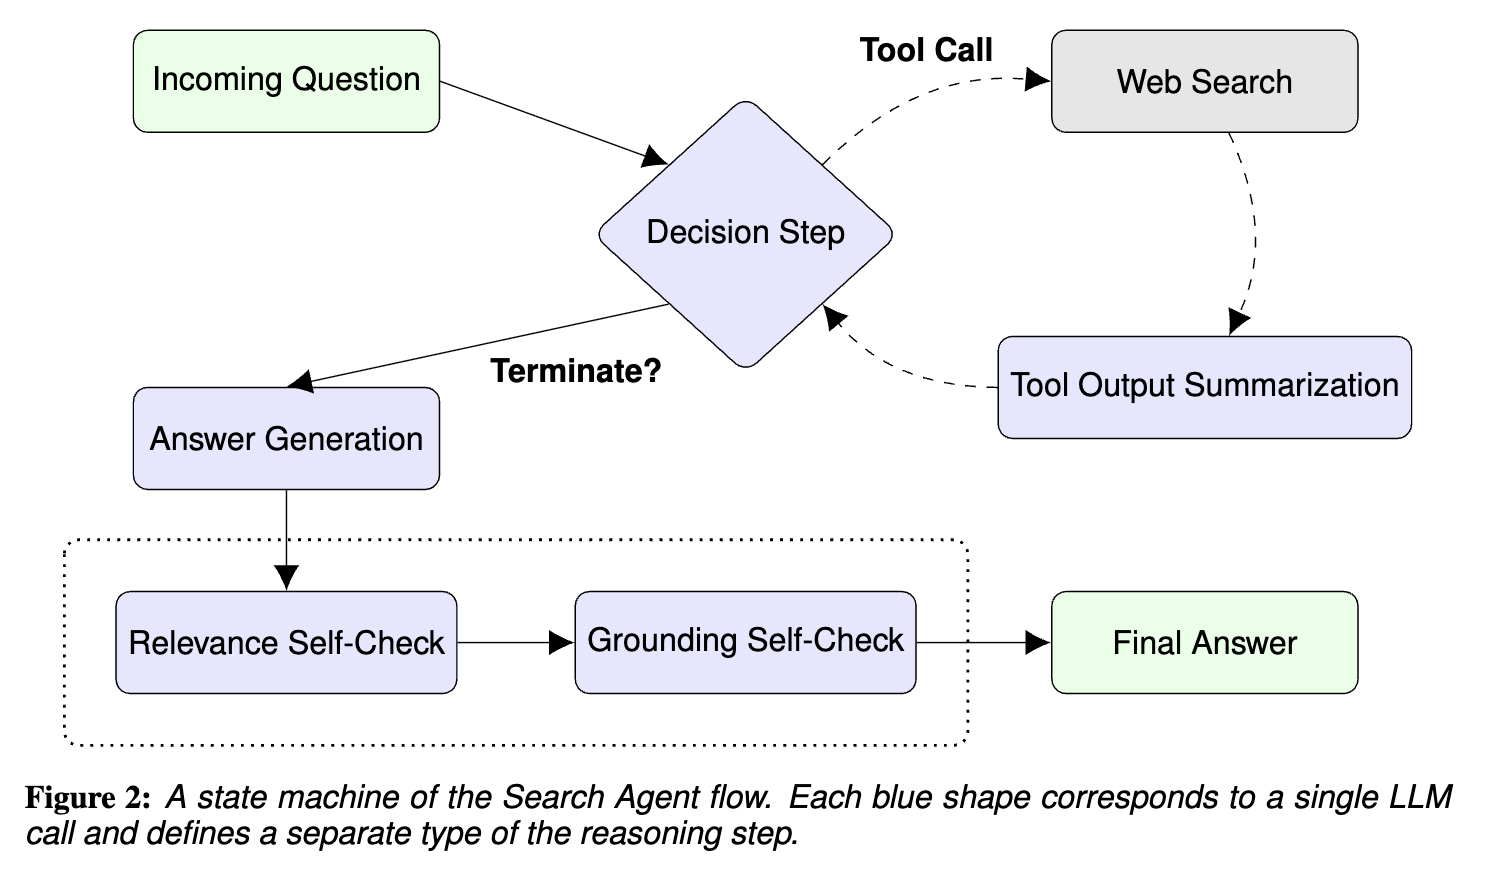 Incoming Question
Tool Call
Web Search
Decision Step
Terminate?
Tool Output Summarization
Answer Generation
Relevance Self-Check
Grounding Self-Check
Final Answer
Figure 2: A state machine of the Search Agent flow. Each blue shape corresponds to a single LLM
call and defines a separate type of the reasoning step.